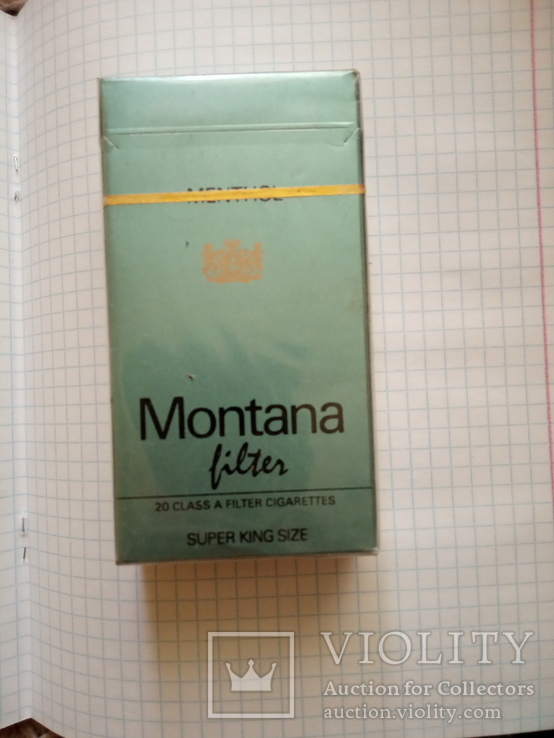 MENTHOL
Montana
filter
20 CLASS A FILTER CIGARETTES
SUPER KING SIZE
VIOLITY
Auction for Collectors
auction.violity.com